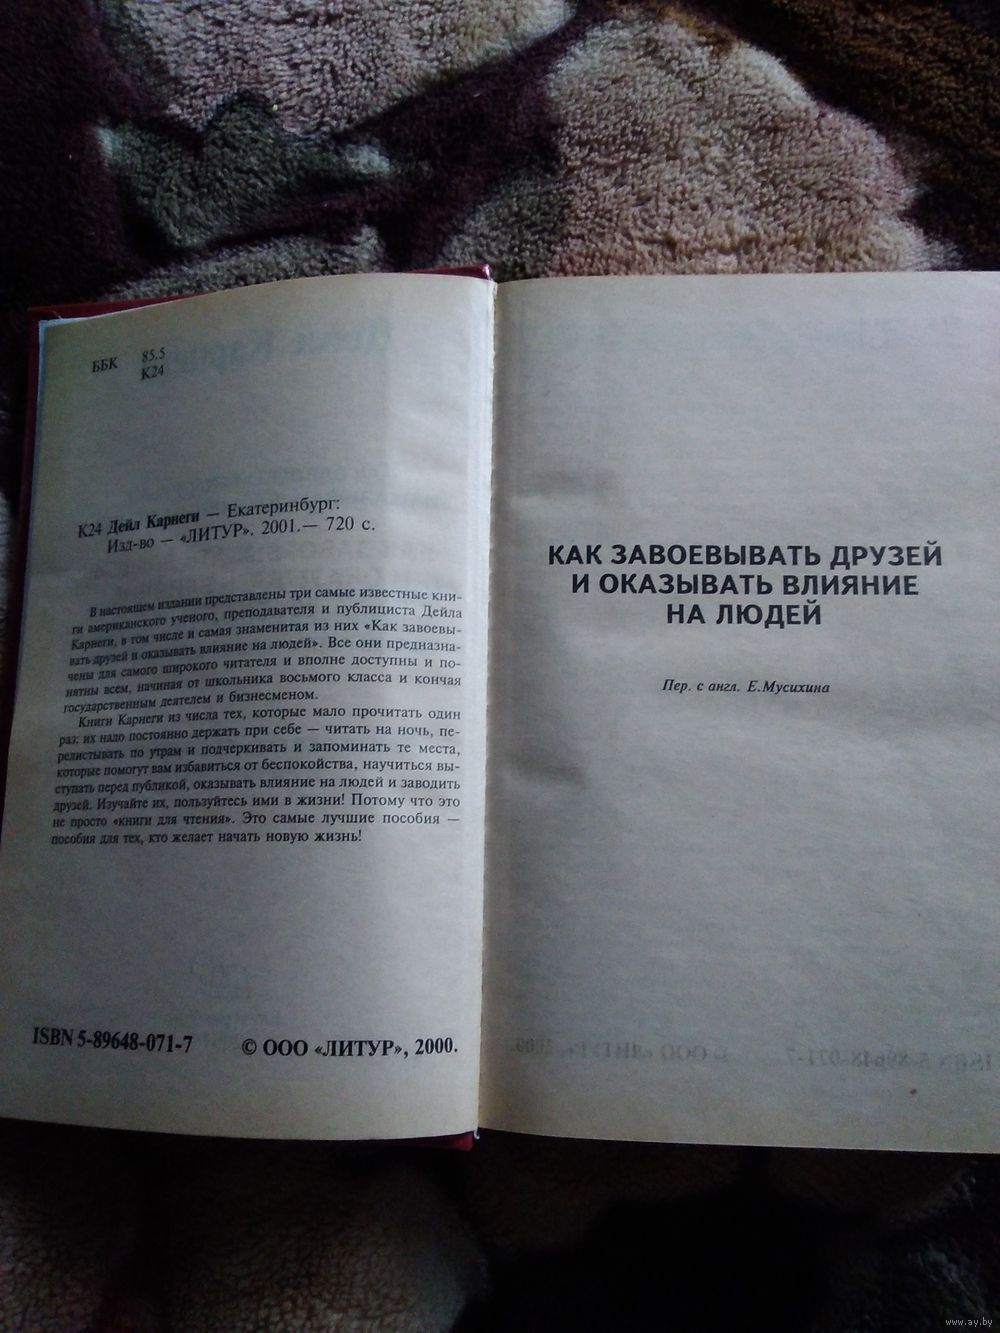 ББК 85.5
К24
К24 Дейл Карнеги — Екатеринбург:
Изд-во — «ЛИТУР». 2001.— 720 с.
В настоящем издании представлены три самые известные кни-
ги американского ученого, преподавателя и публициста Дейла
Карнеги, в том числе и самая знаменитая из них «Как завоевы-
вать друзей и оказывать влияние на людей». Все они предназна-
чены для самого широкого читателя и вполне доступны и по-
нятны всем, начиная от школьника восьмого класса и кончая
государственным деятелем и бизнесменом.
Книги Карнеги из числа тех, которые мало прочитать один
раз: их надо постоянно держать при себе — читать на ночь, пе-
релистывать по утрам и подчеркивать и запоминать те места,
которые помогут вам избавиться от беспокойства, научиться вы-
ступать перед публикой, оказывать влияние на людей и заводить
друзей. Изучайте их, пользуйтесь ими в жизни! Потому что это
не просто «книги для чтения». Это самые лучшие пособия —
пособия для тех, кто желает начать новую жизнь!
ISBN 5-89648-071-7
© ООО «ЛИТУР», 2000.
КАК ЗАВОЕВЫВАТЬ ДРУЗЕЙ
И ОКАЗЫВАТЬ ВЛИЯНИЕ
НА ЛЮДЕЙ
Пер. с англ. Е.Мусихина
www.ay.by